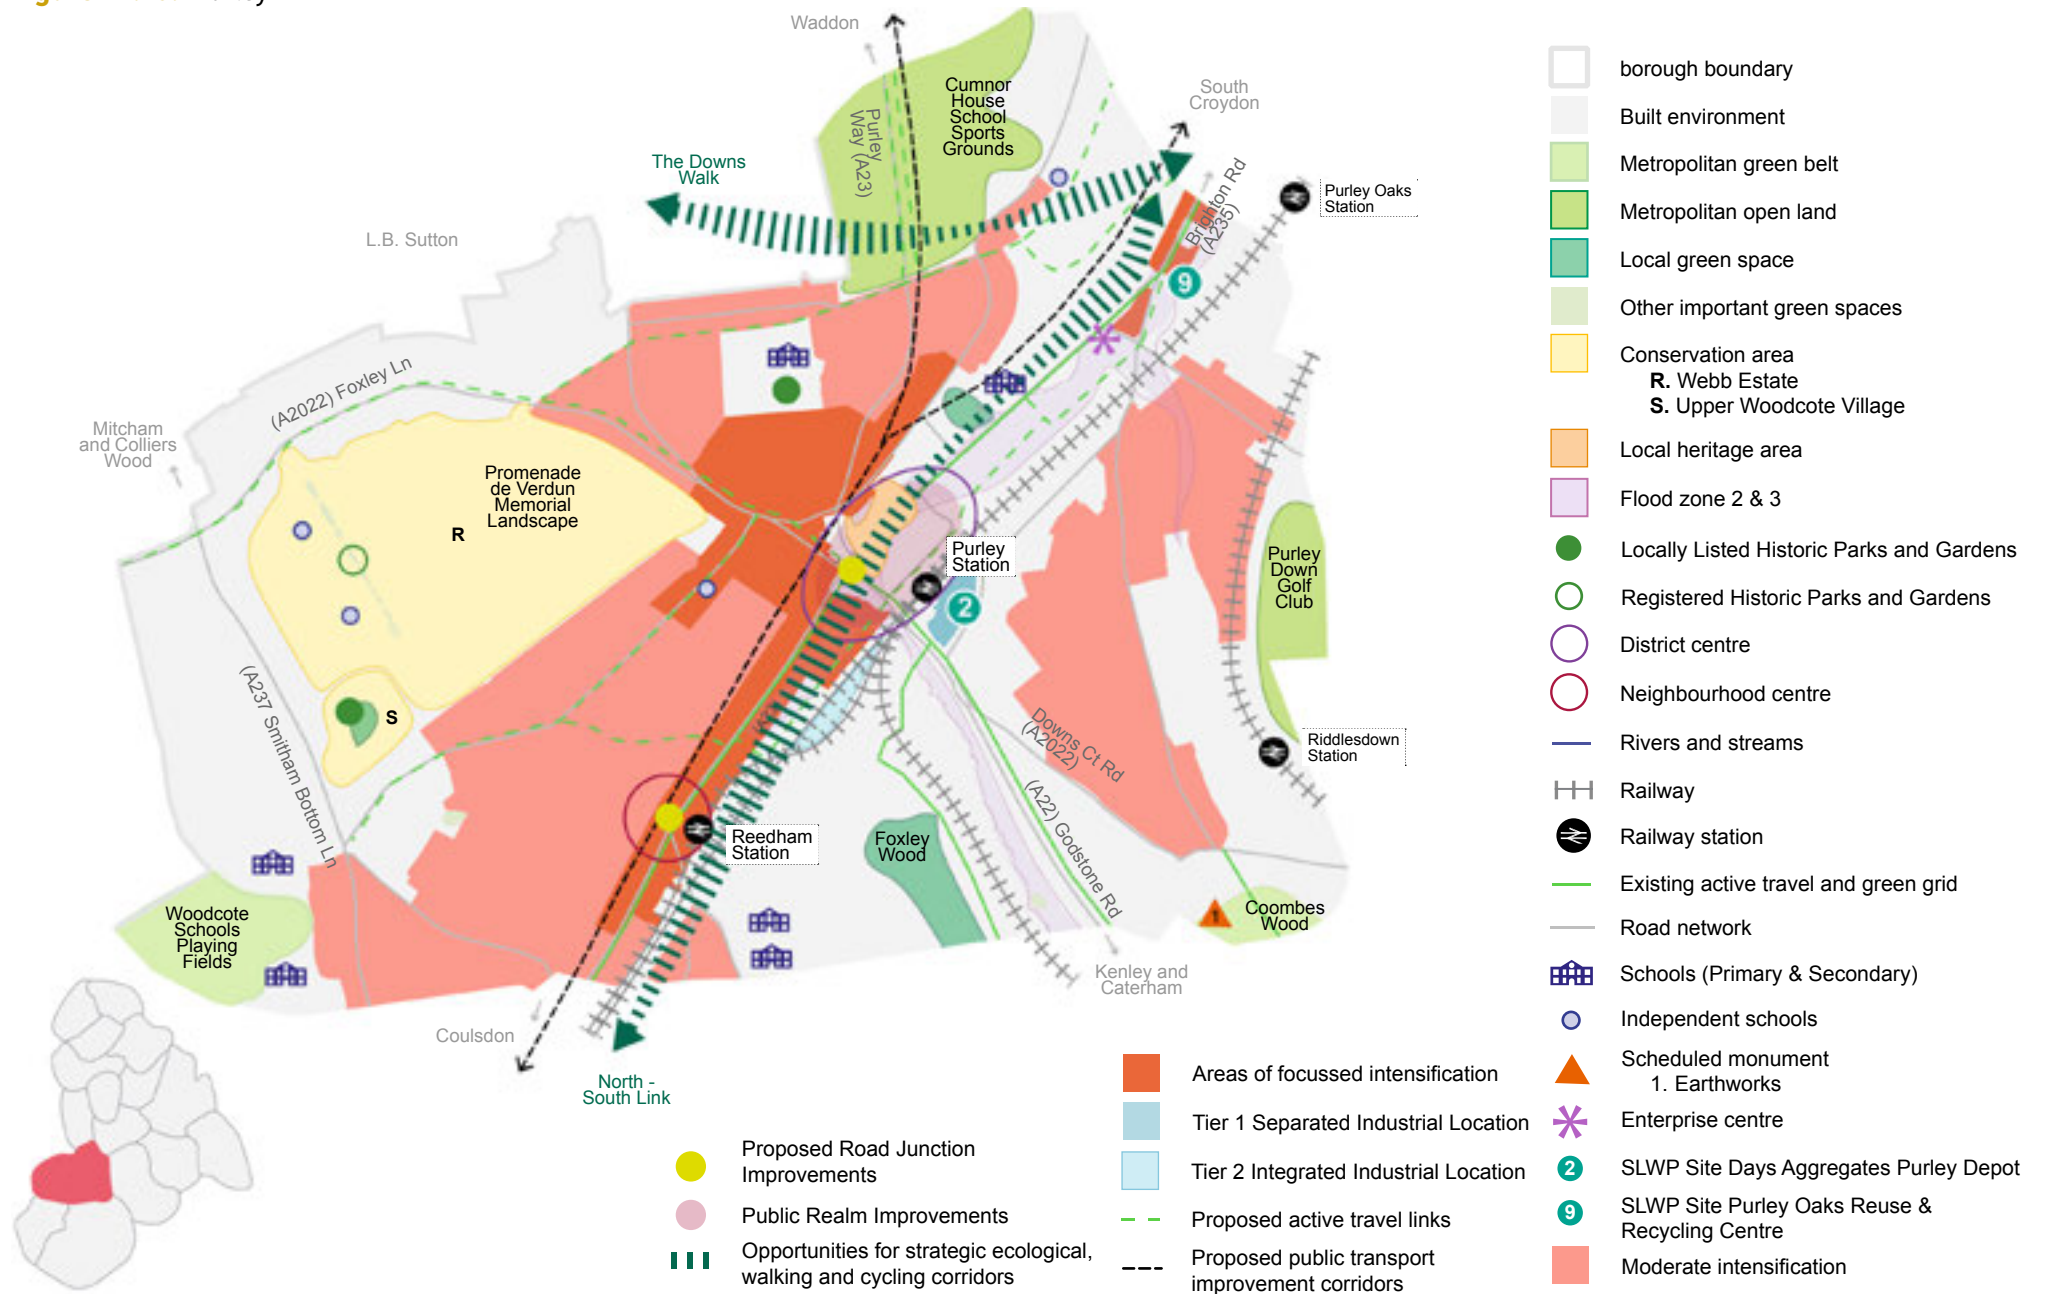 Waddon
Cumnor
House
School
Sports
Grounds
South
Croydon
Purley
Way (A23)
The Downs
Walk
Brighton Rd
(A235)
Purley Oaks
Station
L.B. Sutton
9
(A2022) Foxley Ln
Mitcham
and Colliers
Wood
Promenade
de Verdun
Memorial
Landscape
R
Purley
Station
2
Purley
Down
Golf
Club
(A237 Smitham Bottom Ln
S
Downs Ct Rd
(A2022)
Riddlesdown
Station
(A22) Godstone Rd
Reedham
Station
Foxley
Wood
Woodcote
Schools
Playing
Fields
1
Coombes
Wood
Kenley and
Caterham
Coulsdon
North -
South Link
borough boundary
Built environment
Metropolitan green belt
Metropolitan open land
Local green space
Other important green spaces
Conservation area
R. Webb Estate
S. Upper Woodcote Village
Local heritage area
Flood zone 2 & 3
Locally Listed Historic Parks and Gardens
Registered Historic Parks and Gardens
District centre
Neighbourhood centre
Rivers and streams
Railway
Railway station
Existing active travel and green grid
Road network
Schools (Primary & Secondary)
Independent schools
Scheduled monument
1. Earthworks
Enterprise centre
2 SLWP Site Days Aggregates Purley Depot
9 SLWP Site Purley Oaks Reuse &
Recycling Centre
Moderate intensification
Areas of focussed intensification
Tier 1 Separated Industrial Location
Tier 2 Integrated Industrial Location
Proposed active travel links
Proposed public transport
improvement corridors
Proposed Road Junction
Improvements
Public Realm Improvements
Opportunities for strategic ecological,
walking and cycling corridors